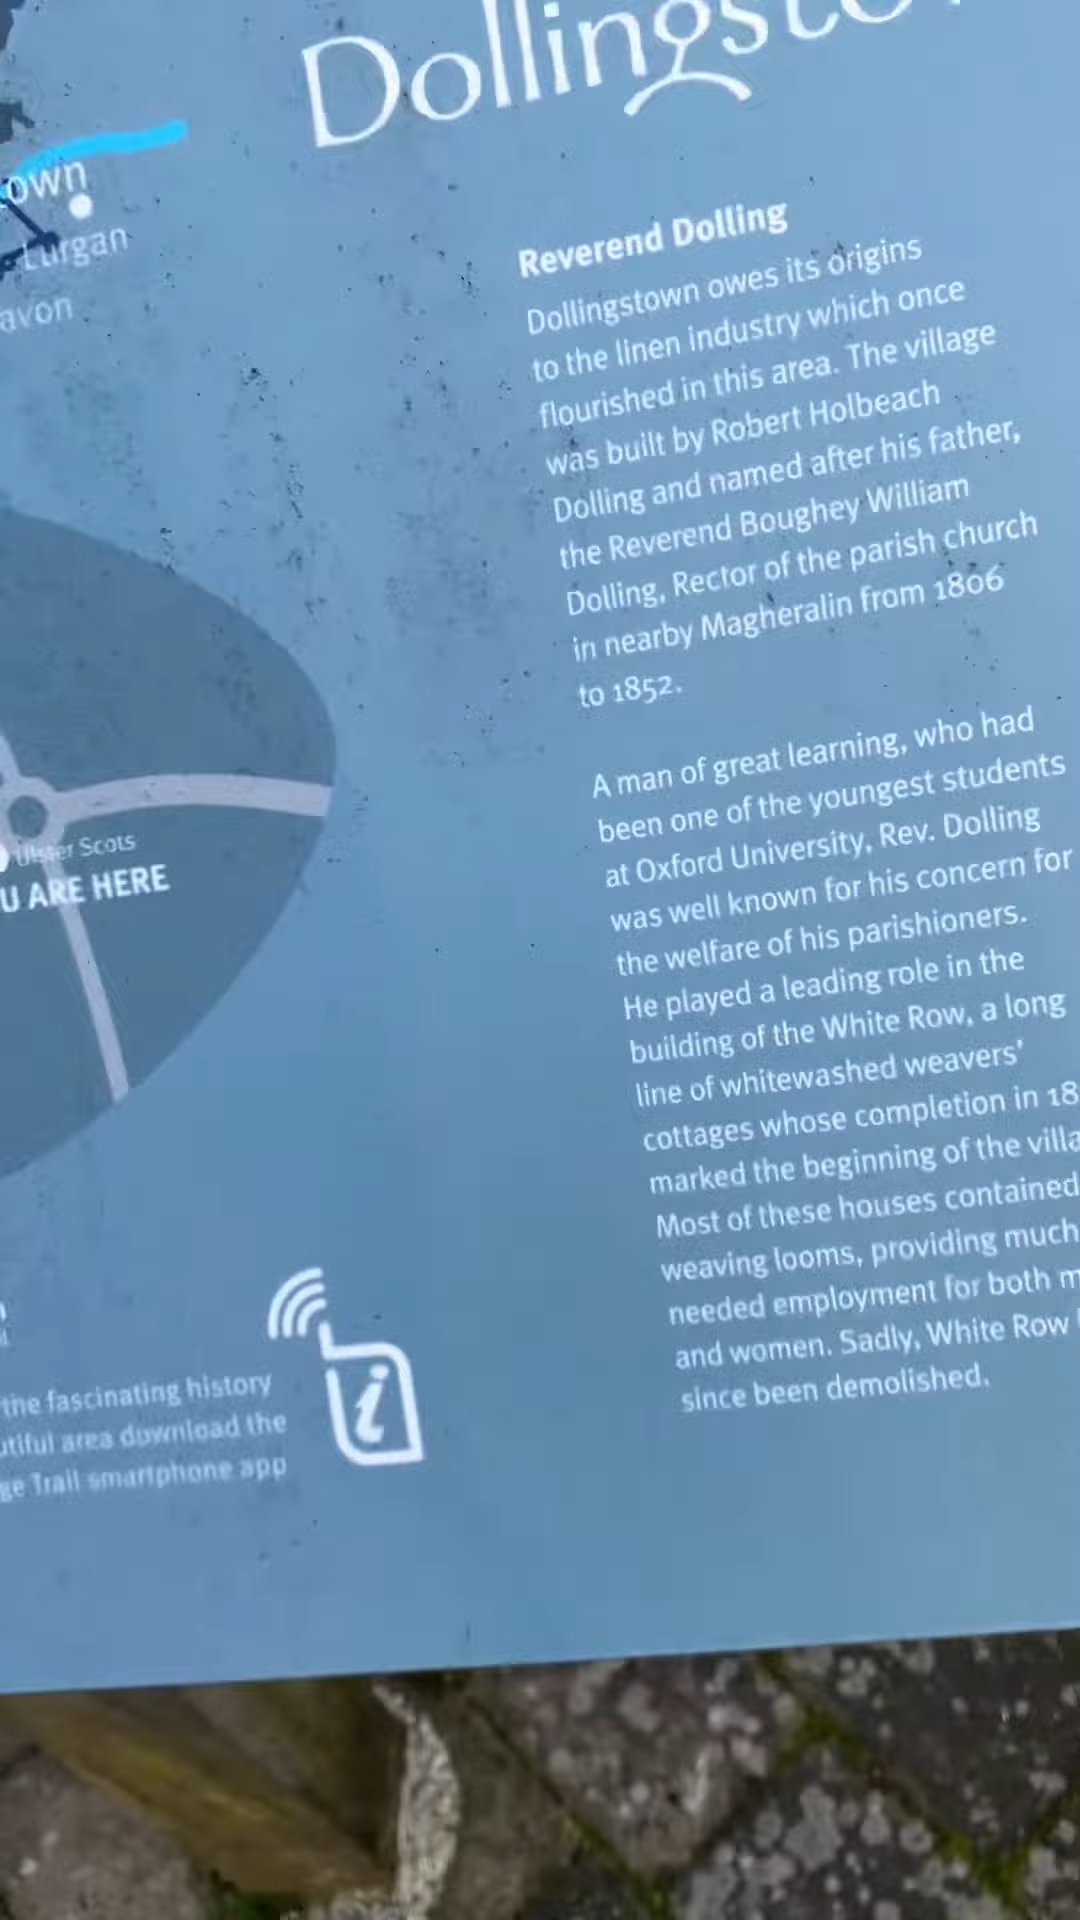 Dollingsto
own
Lurgan
avon
Reverend Dolling
Dollingstown owes its origins
to the linen industry which once
flourished in this area. The village
was built by Robert Holbeach
Dolling and named after his father,
the Reverend Boughey William
Dolling, Rector of the parish church
in nearby Magheralin from 1806
to 1852.
A man of great learning, who had
been one of the youngest students
at Oxford University, Rev. Dolling
was well known for his concern for
the welfare of his parishioners.
He played a leading role in the
building of the White Row, a long
line of whitewashed weavers'
cottages whose completion in 18
marked the beginning of the villa
Most of these houses contained
weaving looms, providing much
needed employment for both m
and women. Sadly, White Row
since been demolished.
Ulster Scots
U ARE HERE
the fascinating history
utiful area download the
ge Trail smartphone app
i